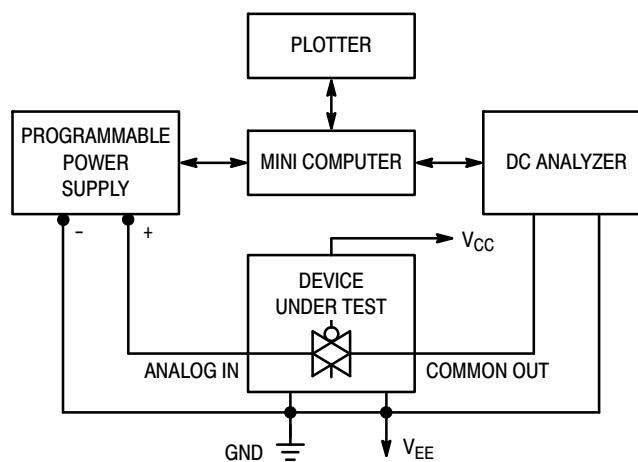 PLOTTER
PROGRAMMABLE
POWER
SUPPLY
MINI COMPUTER
DC ANALYZER
– +
VCC
DEVICE
UNDER TEST
ANALOG IN
COMMON OUT
GND
VEE